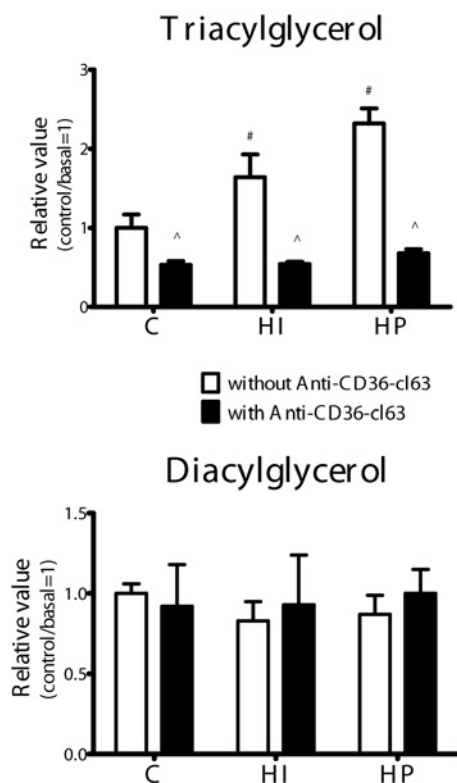 Triacylglycerol
3
2
1
0
Relative value
(control/basal=1)
#
#
^
^
^
C HI HP
without Anti-CD36-cl63
with Anti-CD36-cl63
Diacylglycerol
1.5
1.0
0.5
0.0
Relative value
(control/basal=1)
C HI HP